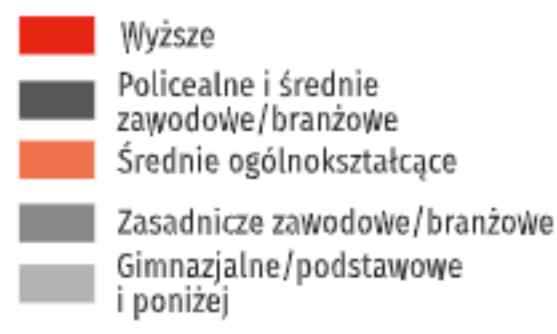 Wyższe
Policealne i średnie
zawodowe/branżowe
Średnie ogólnokształcące
Zasadnicze zawodowe/branżowe
Gimnazjalne/podstawowe
i poniżej